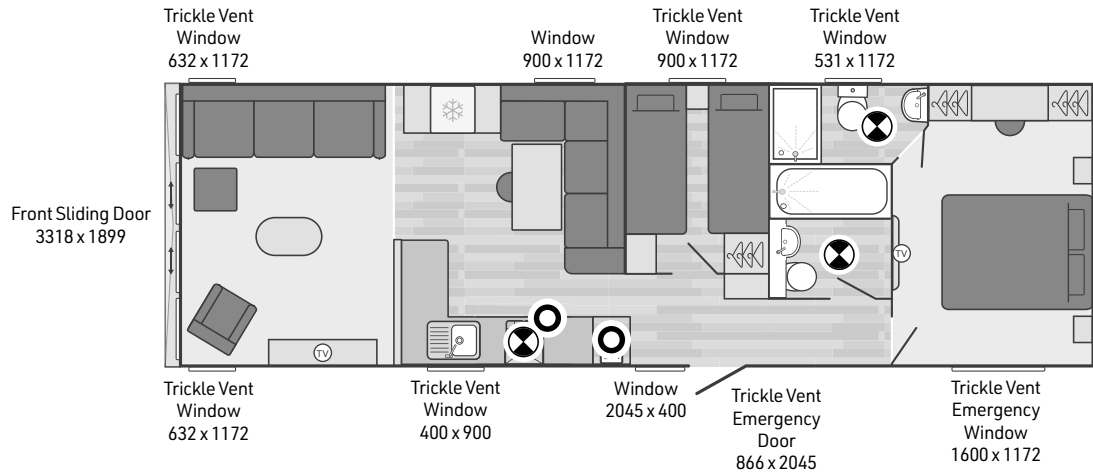 Trickle Vent
Window
632 x 1172
Window
900 x 1172
Trickle Vent
Window
900 x 1172
Trickle Vent
Window
531 x 1172
Front Sliding Door
3318 x 1899
TV
TV
Trickle Vent
Window
632 x 1172
Trickle Vent
Window
400 x 900
Window
2045 x 400
Trickle Vent
Emergency
Door
866 x 2045
Trickle Vent
Emergency
Window
1600 x 1172